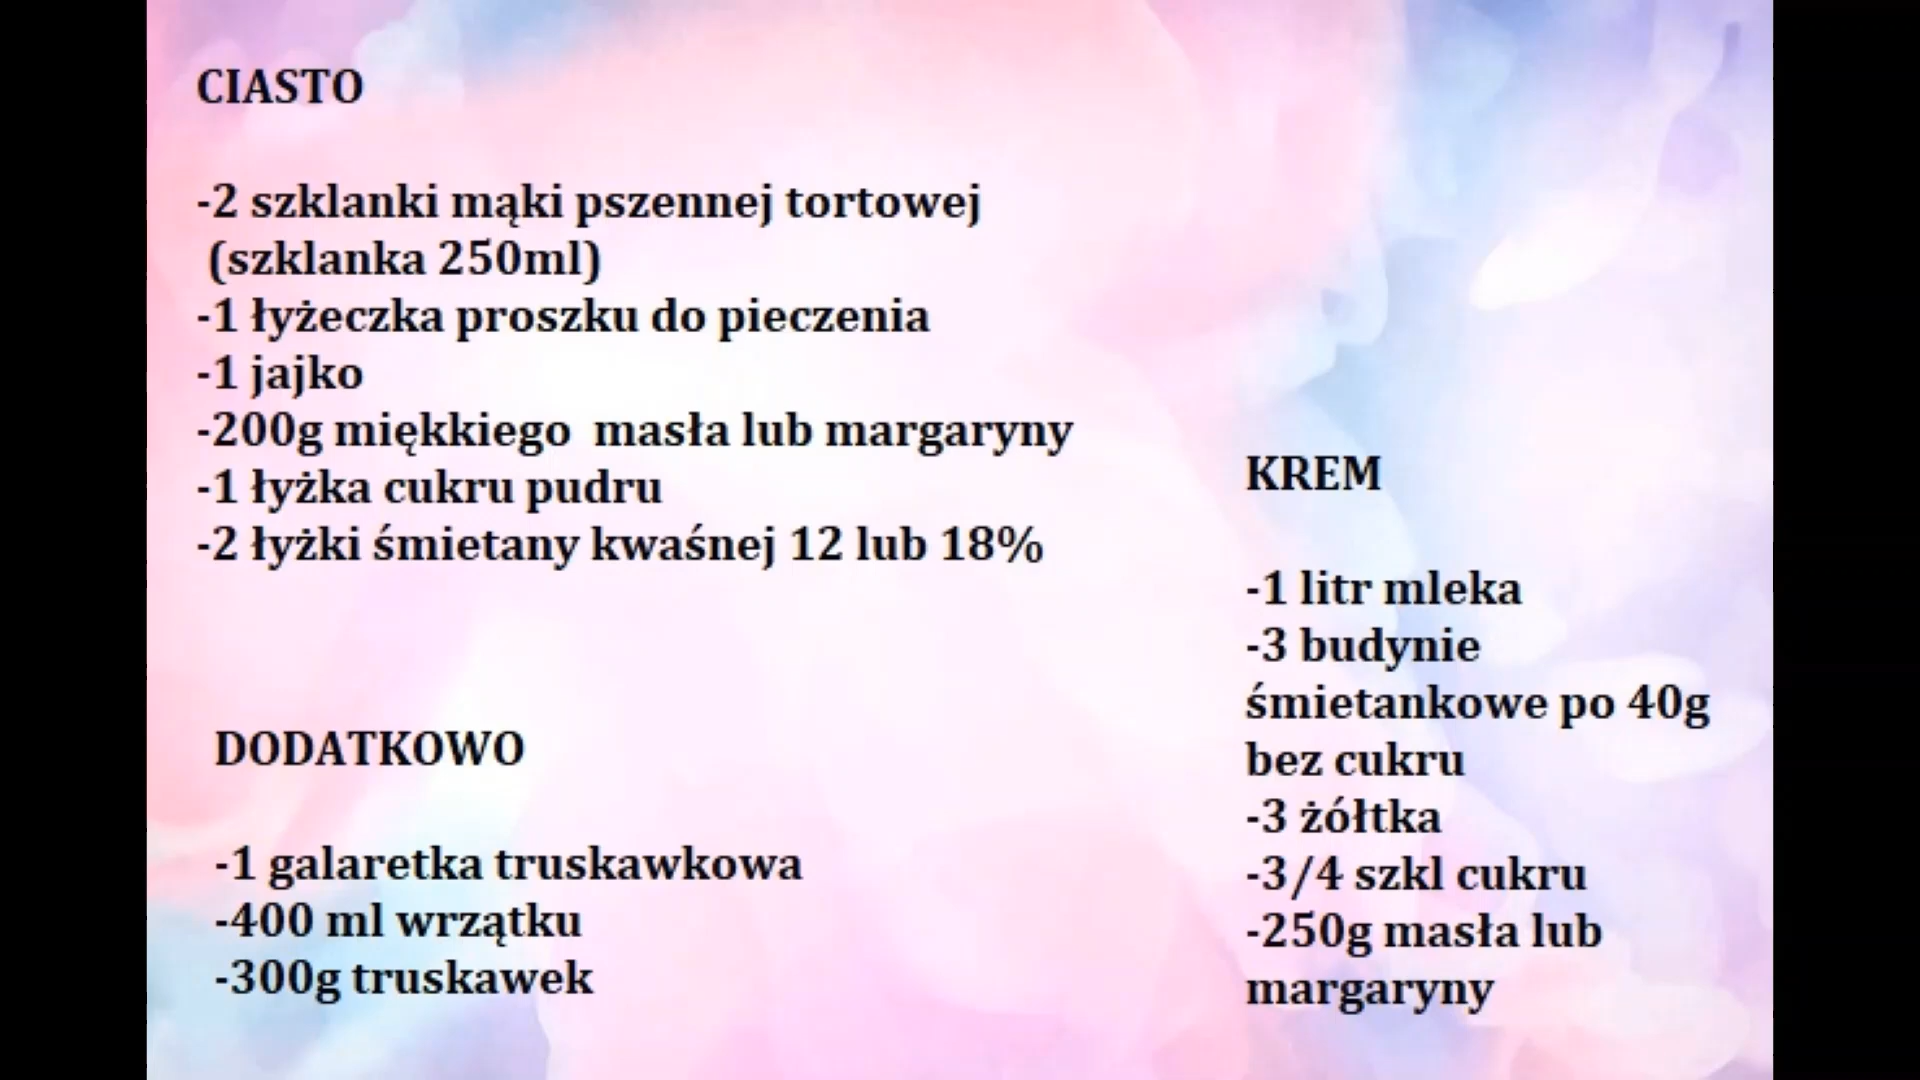 CIASTO
-2 szklanki mąki pszennej tortowej
(szklanka 250ml)
-1 łyżeczka proszku do pieczenia
-1 jajko
-200g miękkiego  masła lub margaryny
-1 łyżka cukru pudru
-2 łyżki śmietany kwaśnej 12 lub 18%
DODATKOWO
-1 galaretka truskawkowa
-400 ml wrzątku
-300g truskawek
KREM
-1 litr mleka
-3 budynie
śmietankowe po 40g
bez cukru
-3 żółtka
-3/4 szkl cukru
-250g masła lub
margaryny